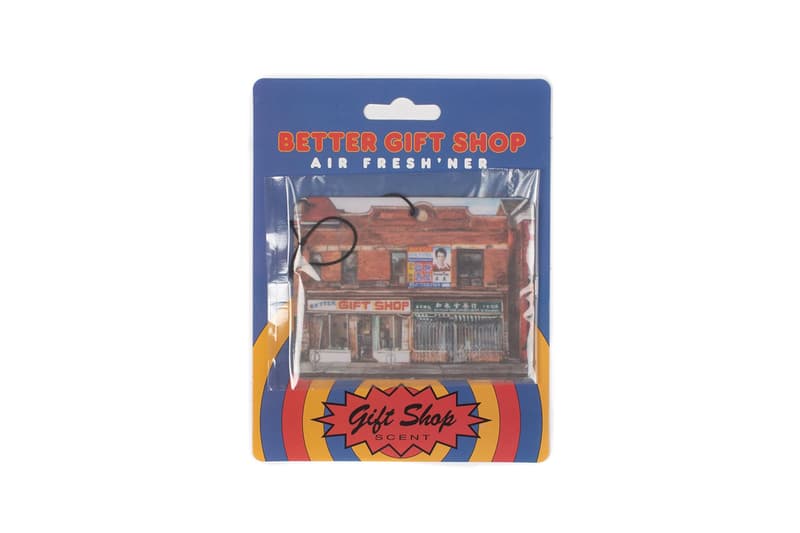 BETTER GIFT SHOP
AIR FRESH'NER
BETTER GIFT SHOP
Gift Shop
SCENT